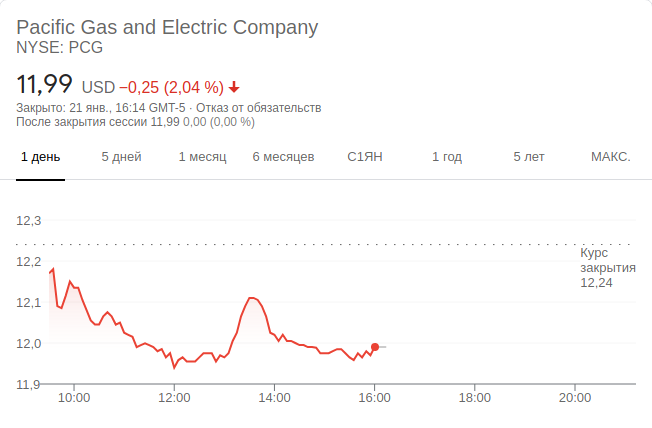 Pacific Gas and Electric Company
NYSE: PCG
11,99 USD −0,25 (2,04 %)
Закрыто: 21 янв., 16:14 GMT-5 · Отказ от обязательств
После закрытия сессии 11,99 0,00 (0,00 %)
1 день 5 дней 1 месяц 6 месяцев С1ЯН 1 год 5 лет МАКС.
12,3
12,2
12,1
12,0
11,9
Курс
закрытия
12,24
10:00 12:00 14:00 16:00 18:00 20:00